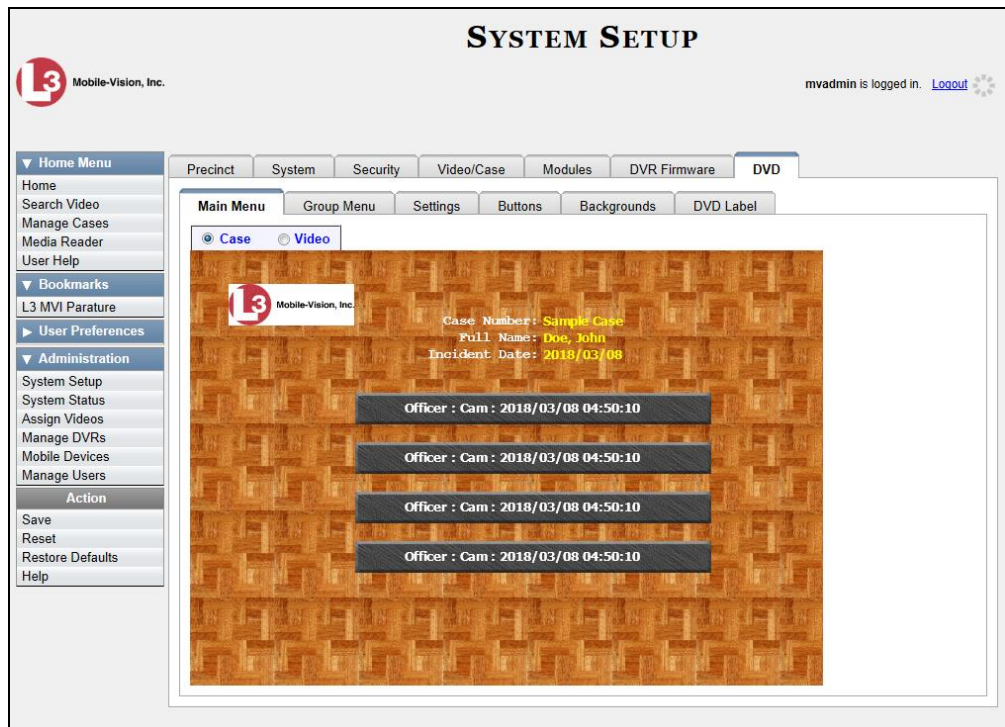 SYSTEM SETUP
L3 Mobile-Vision, Inc.
mvadmin is logged in. Logout
▼ Home Menu
Home
Search Video
Manage Cases
Media Reader
User Help
▼ Bookmarks
L3 MVI Parature
▶ User Preferences
▼ Administration
System Setup
System Status
Assign Videos
Manage DVRs
Mobile Devices
Manage Users
Action
Save
Reset
Restore Defaults
Help
Precinct System Security Video/Case Modules DVR Firmware DVD
Main Menu Group Menu Settings Buttons Backgrounds DVD Label
Case Video
L3 Mobile-Vision, Inc.
Case Number: Sample Case
Full Name: Doe, John
Incident Date: 2018/03/08
Officer : Cam : 2018/03/08 04:50:10
Officer : Cam : 2018/03/08 04:50:10
Officer : Cam : 2018/03/08 04:50:10
Officer : Cam : 2018/03/08 04:50:10